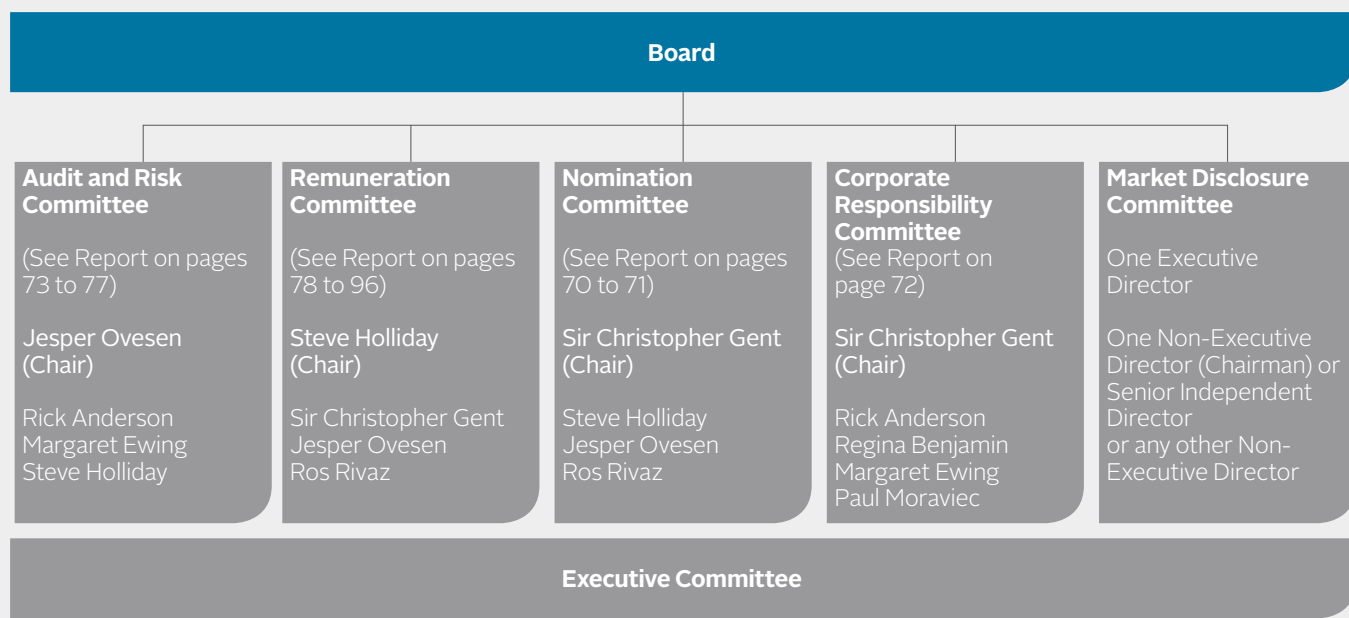 Board
Audit and Risk
Committee
(See Report on pages
73 to 77)
Jesper Ovesen
(Chair)
Rick Anderson
Margaret Ewing
Steve Holliday
Remuneration
Committee
(See Report on pages
78 to 96)
Steve Holliday
(Chair)
Sir Christopher Gent
Jesper Ovesen
Ros Rivaz
Nomination
Committee
(See Report on pages
70 to 71)
Sir Christopher Gent
(Chair)
Steve Holliday
Jesper Ovesen
Ros Rivaz
Corporate
Responsibility
Committee
(See Report on
page 72)
Sir Christopher Gent
(Chair)
Rick Anderson
Regina Benjamin
Margaret Ewing
Paul Moraviec
Market Disclosure
Committee
One Executive
Director
One Non-Executive
Director (Chairman) or
Senior Independent
Director
or any other Non-
Executive Director
Executive Committee